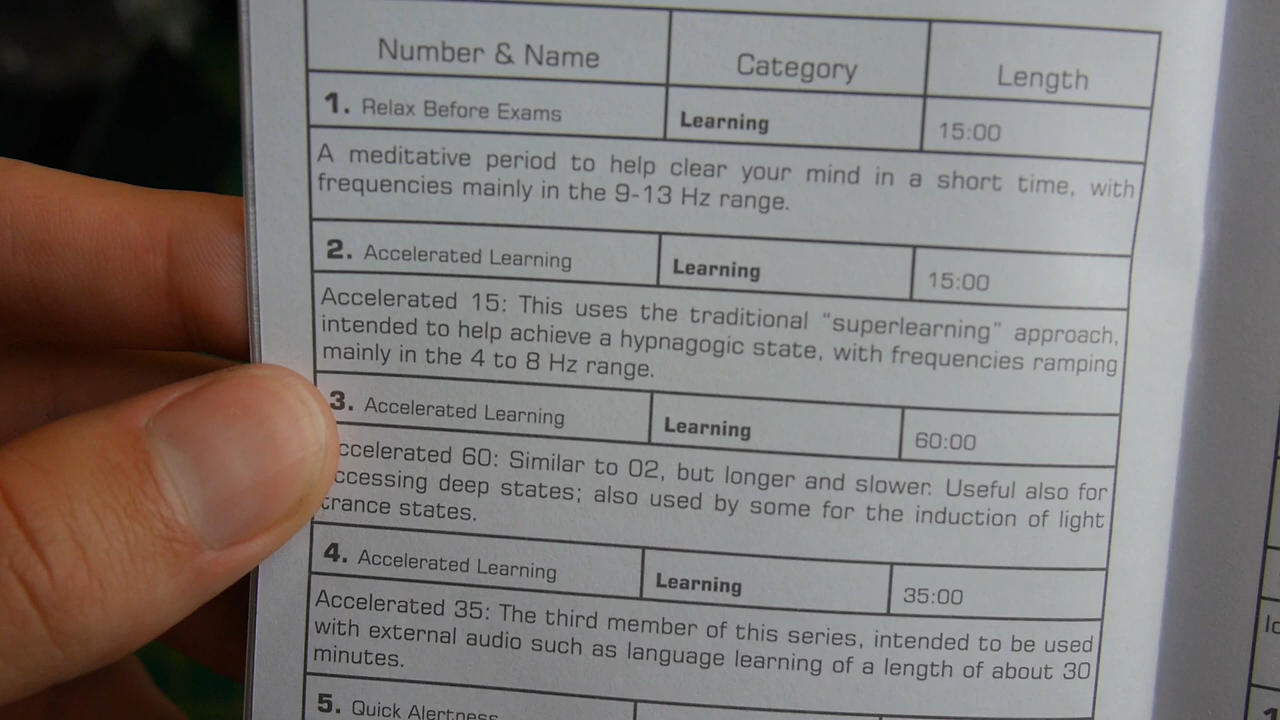 Number & Name Category Length
1. Relax Before Exams Learning 15:00
A meditative period to help clear your mind in a short time, with
frequencies mainly in the 9-13 Hz range.
2. Accelerated Learning Learning 15:00
Accelerated 15: This uses the traditional “superlearning” approach,
intended to help achieve a hypnagogic state, with frequencies ramping
mainly in the 4 to 8 Hz range.
3. Accelerated Learning Learning 60:00
ccelerated 60: Similar to 02, but longer and slower. Useful also for
ccessing deep states; also used by some for the induction of light
trance states.
4. Accelerated Learning Learning 35:00
Accelerated 35: The third member of this series, intended to be used
with external audio such as language learning of a length of about 30
minutes.
5. Quick Alertness